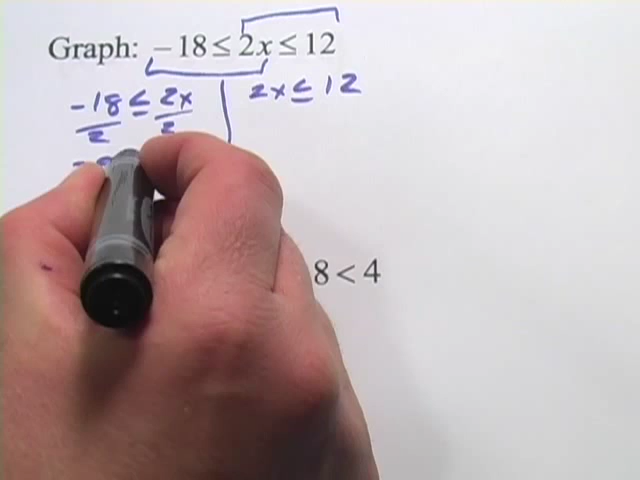 Graph: −18 ≤ 2x ≤ 12
-18/2 ≤ 2x/2 | 2x ≤ 12
8 < 4